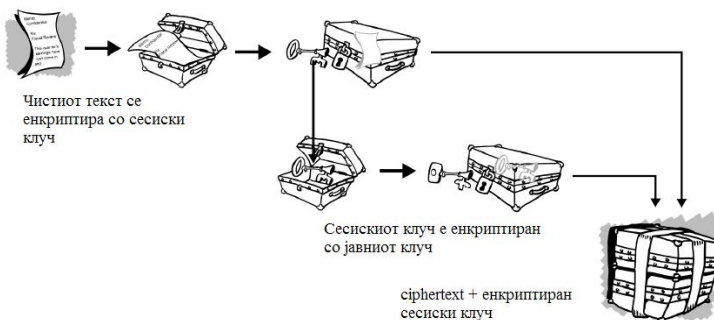 Чистиот текст се
енкриптира со сесиски
клуч
Сесискиот клуч е енкриптиран
со јавниот клуч
ciphertext + енкриптиран
сесиски клуч